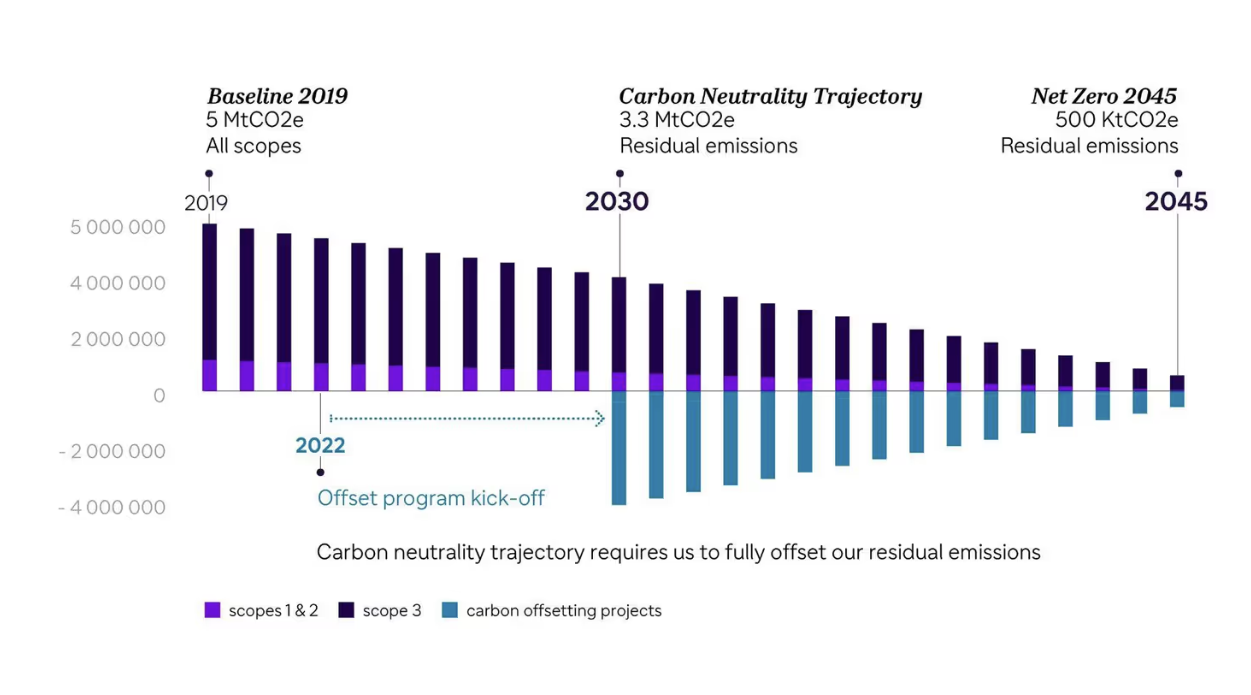 Baseline 2019
5 MtCO2e
All scopes
Carbon Neutrality Trajectory
3.3 MtCO2e
Residual emissions
Net Zero 2045
500 KtCO2e
Residual emissions
2019
2030
2045
5 000 000
4 000 000
2 000 000
0
- 2 000 000
- 4 000 000
2022
Offset program kick-off
Carbon neutrality trajectory requires us to fully offset our residual emissions
scopes 1 & 2
scope 3
carbon offsetting projects